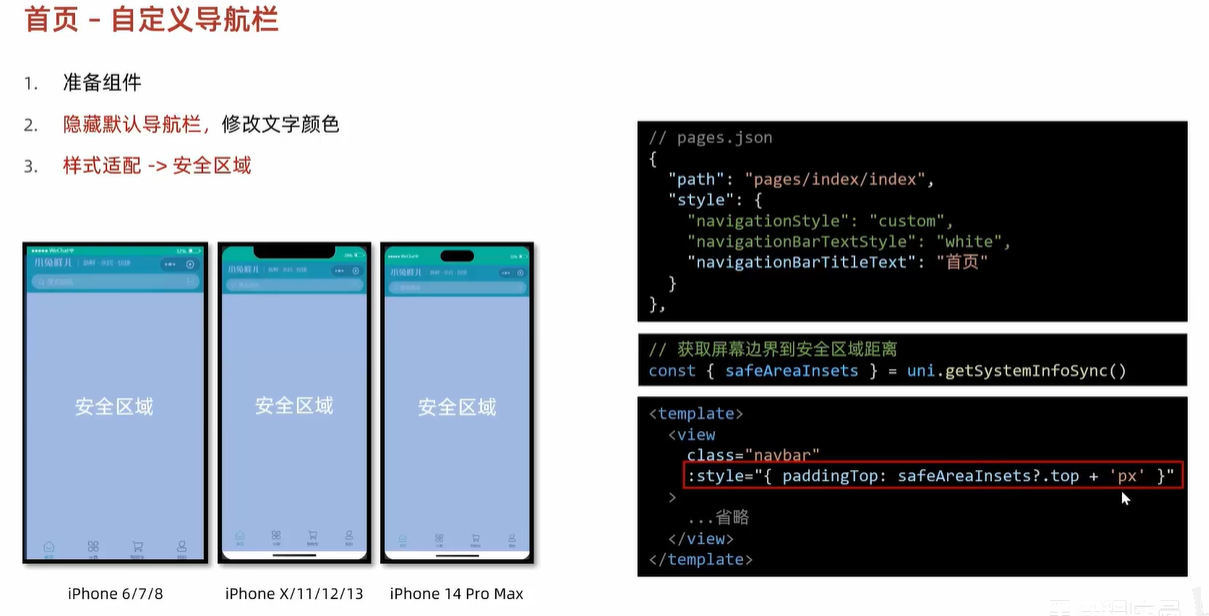 首页 – 自定义导航栏
1. 准备组件
2. 隐藏默认导航栏，修改文字颜色
3. 样式适配 -> 安全区域
// pages.json
{
"path": "pages/index/index",
"style": {
"navigationStyle": "custom",
"navigationBarTextStyle": "white",
"navigationBarTitleText": "首页"
}
},
// 获取屏幕边界到安全区域距离
const { safeAreaInsets } = uni.getSystemInfoSync()
<template>
<view
class="navbar"
:style="{ paddingTop: safeAreaInsets?.top + 'px' }"
>
...省略
</view>
</template>
小兔鲜儿
安全区域
小兔鲜儿
安全区域
小兔鲜儿
安全区域
iPhone 6/7/8
iPhone X/11/12/13
iPhone 14 Pro Max